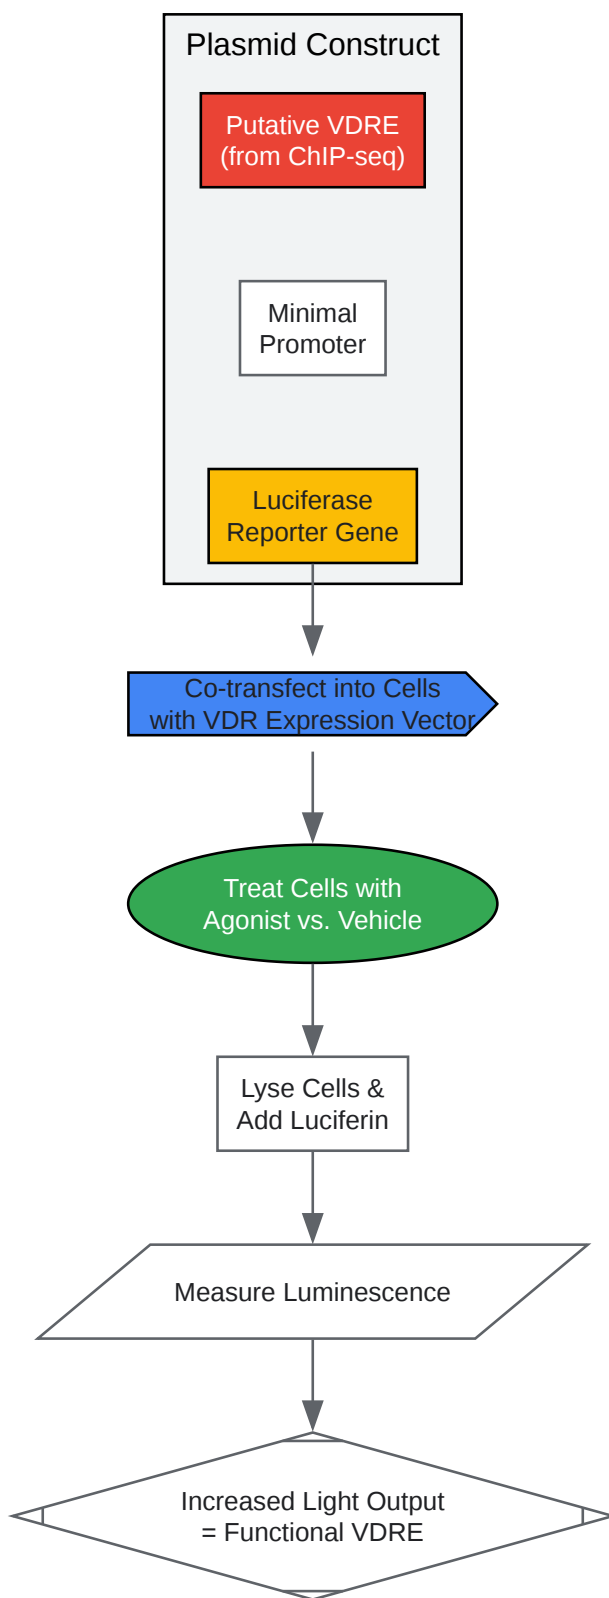 Plasmid Construct
Putative VDRE
(from ChIP-seq)
Minimal
Promoter
Luciferase
Reporter Gene
Co-transfect into Cells
with VDR Expression Vector
Treat Cells with
Agonist vs. Vehicle
Lyse Cells &
Add Luciferin
Measure Luminescence
Increased Light Output
= Functional VDRE